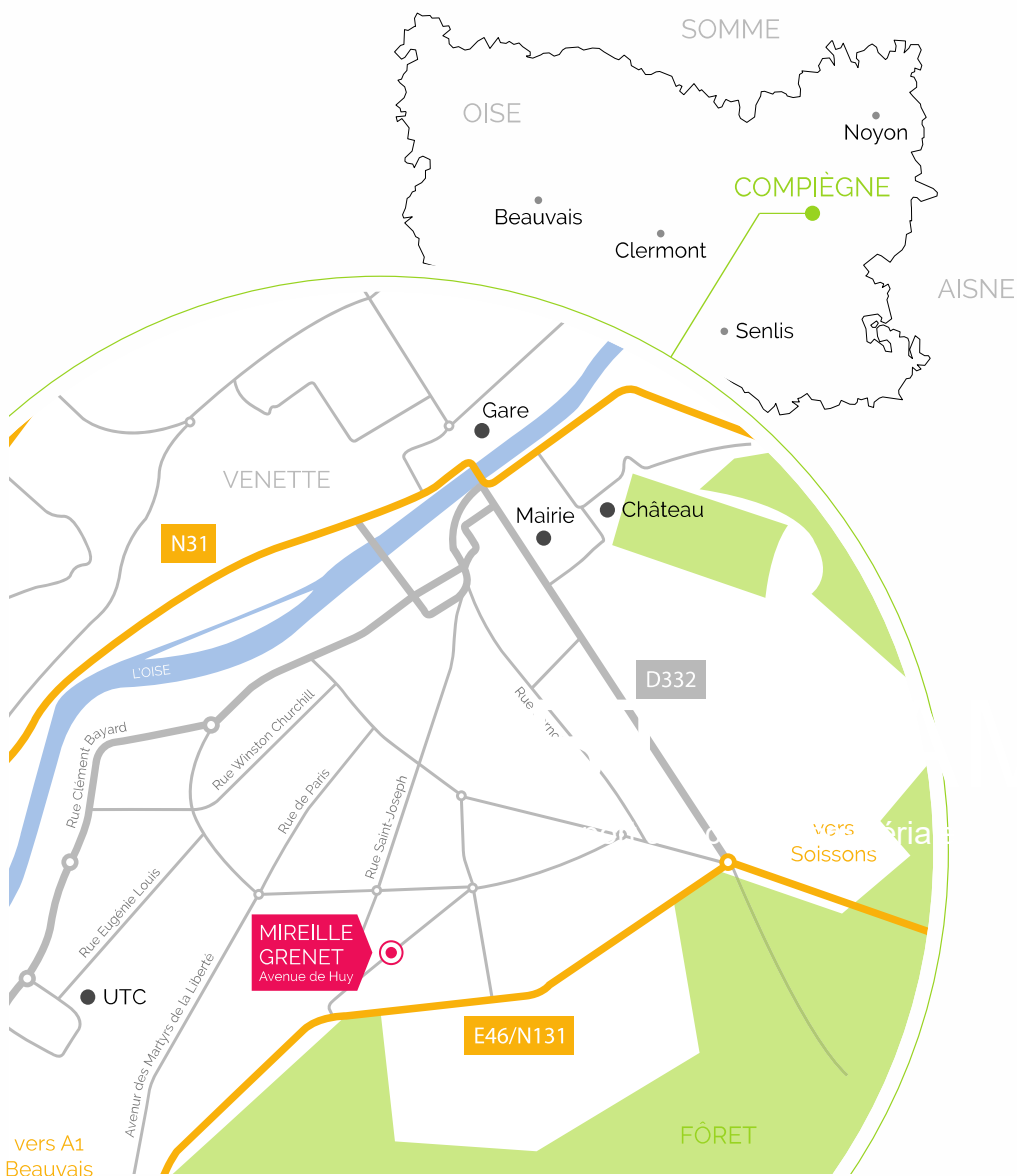 SOMME
OISE
Noyon
COMPIÈGNE
Beauvais
Clermont
AISNE
Senlis
Gare
VENETTE
Château
Mairie
N31
L'OISE
D332
Rue
Rue Clément Bayard
Rue Winston Churchill
Rue de Paris
Rue Saint-Joseph
vers
Soissons
Rue Eugénie Louis
MIREILLE
GRENET
Avenue de Huy
UTC
Avenur des Martyrs de la Liberté
E46/N131
FÔRET
vers A1
Beauvais